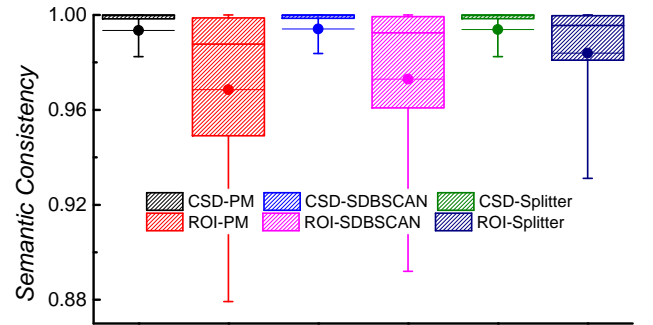 1.00
0.96
0.92
0.88
Semantic Consistency
CSD-PM CSD-SDBSCAN CSD-Splitter
ROI-PM ROI-SDBSCAN ROI-Splitter